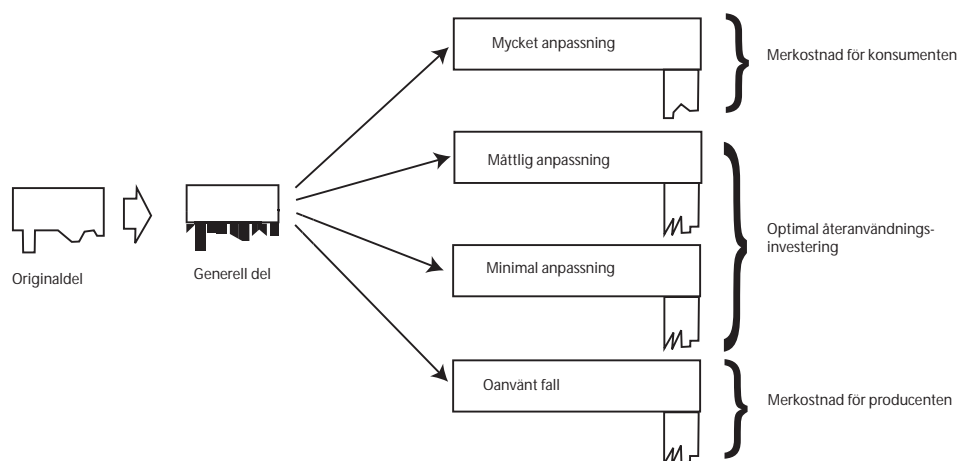 Mycket anpassning
Merkostnad för konsumenten
Måttlig anpassning
Optimal återanvändnings-
investering
Originaldel
Generell del
Minimal anpassning
Oanvänt fall
Merkostnad för producenten